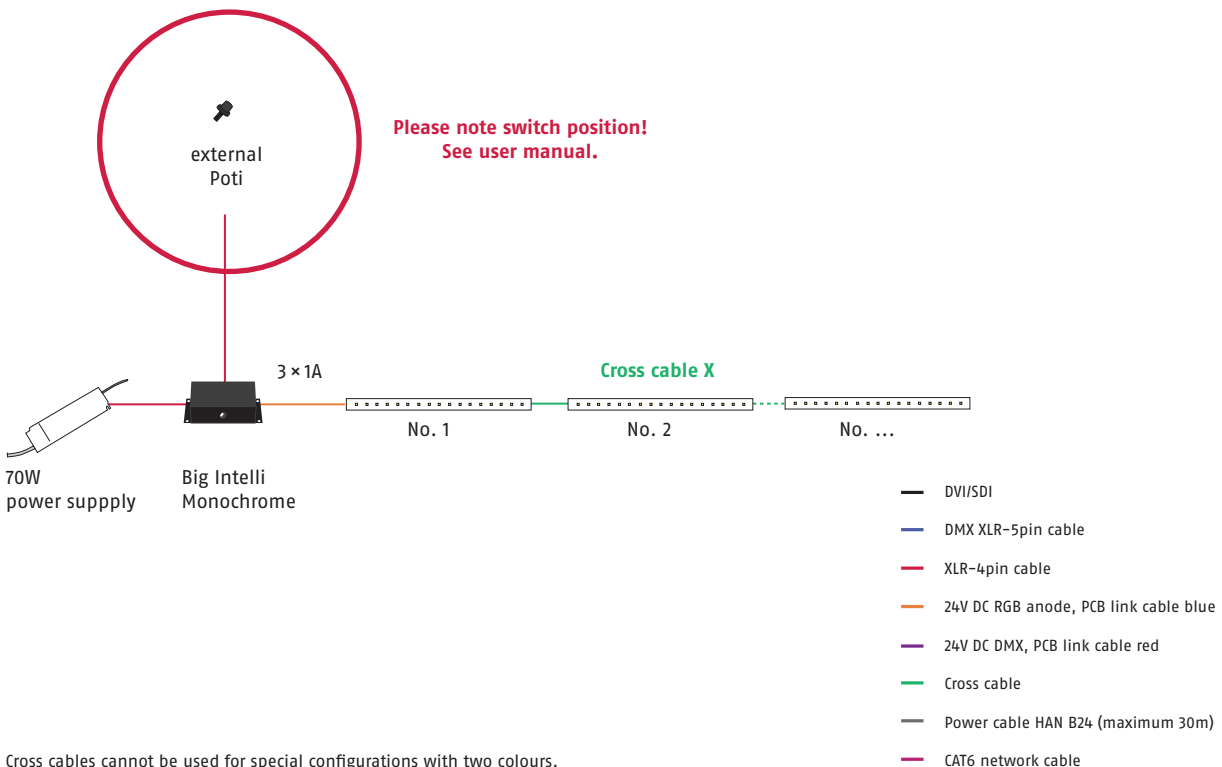 Please note switch position!
See user manual.
external
Poti
3 × 1A
Cross cable X
No. 1
No. 2
No. ...
70W
power suppply
Big Intelli
Monochrome
DVI/SDI
DMX XLR-5pin cable
XLR-4pin cable
24V DC RGB anode, PCB link cable blue
24V DC DMX, PCB link cable red
Cross cable
Power cable HAN B24 (maximum 30m)
CAT6 network cable
Cross cables cannot be used for special configurations with two colours.